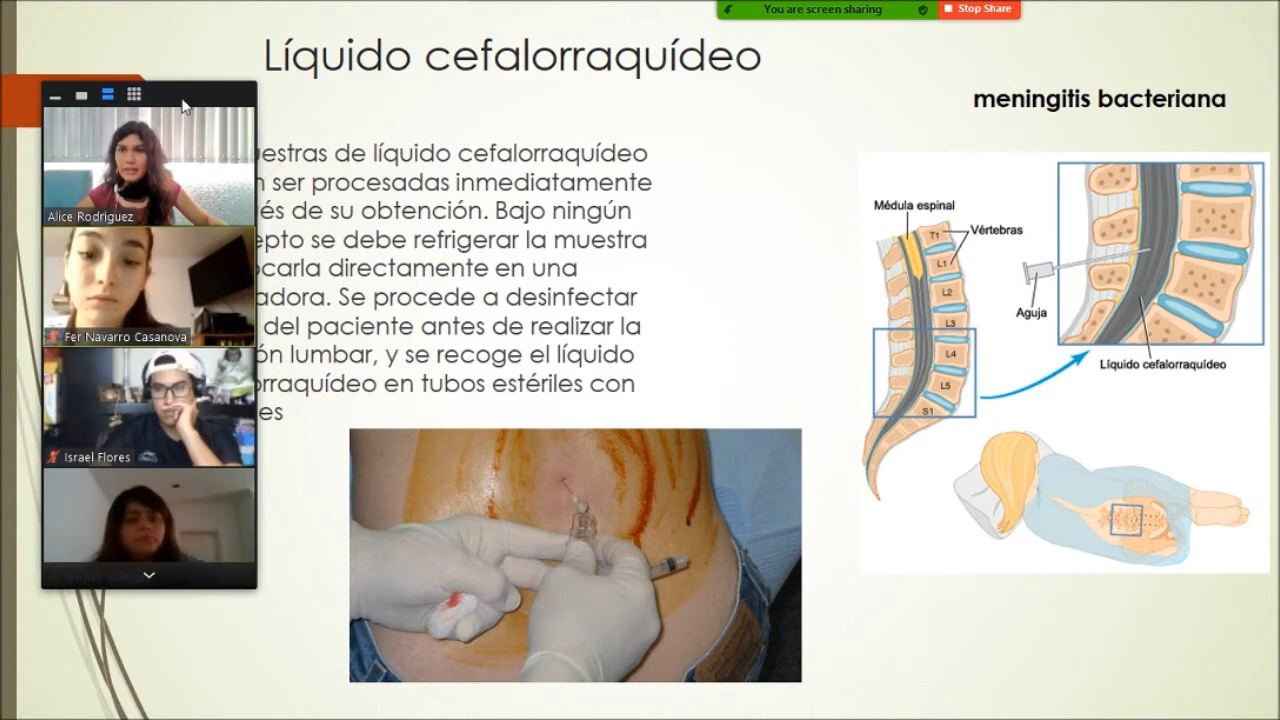 You are screen sharing
Stop Share
Líquido cefalorraquídeo
meningitis bacteriana
estras de líquido cefalorraquídeo
ser procesadas inmediatamente
és de su obtención. Bajo ningún
epto se debe refrigerar la muestra
ocarla directamente en una
adora. Se procede a desinfectar
del paciente antes de realizar la
ón lumbar, y se recoge el líquido
orraquídeo en tubos estériles con
es
Alice Rodríguez
Fer Navarro Casanova
Israel Flores
Médula espinal
T1
Vértebras
L1
L2
L3
L4
L5
S1
Aguja
Líquido cefalorraquídeo